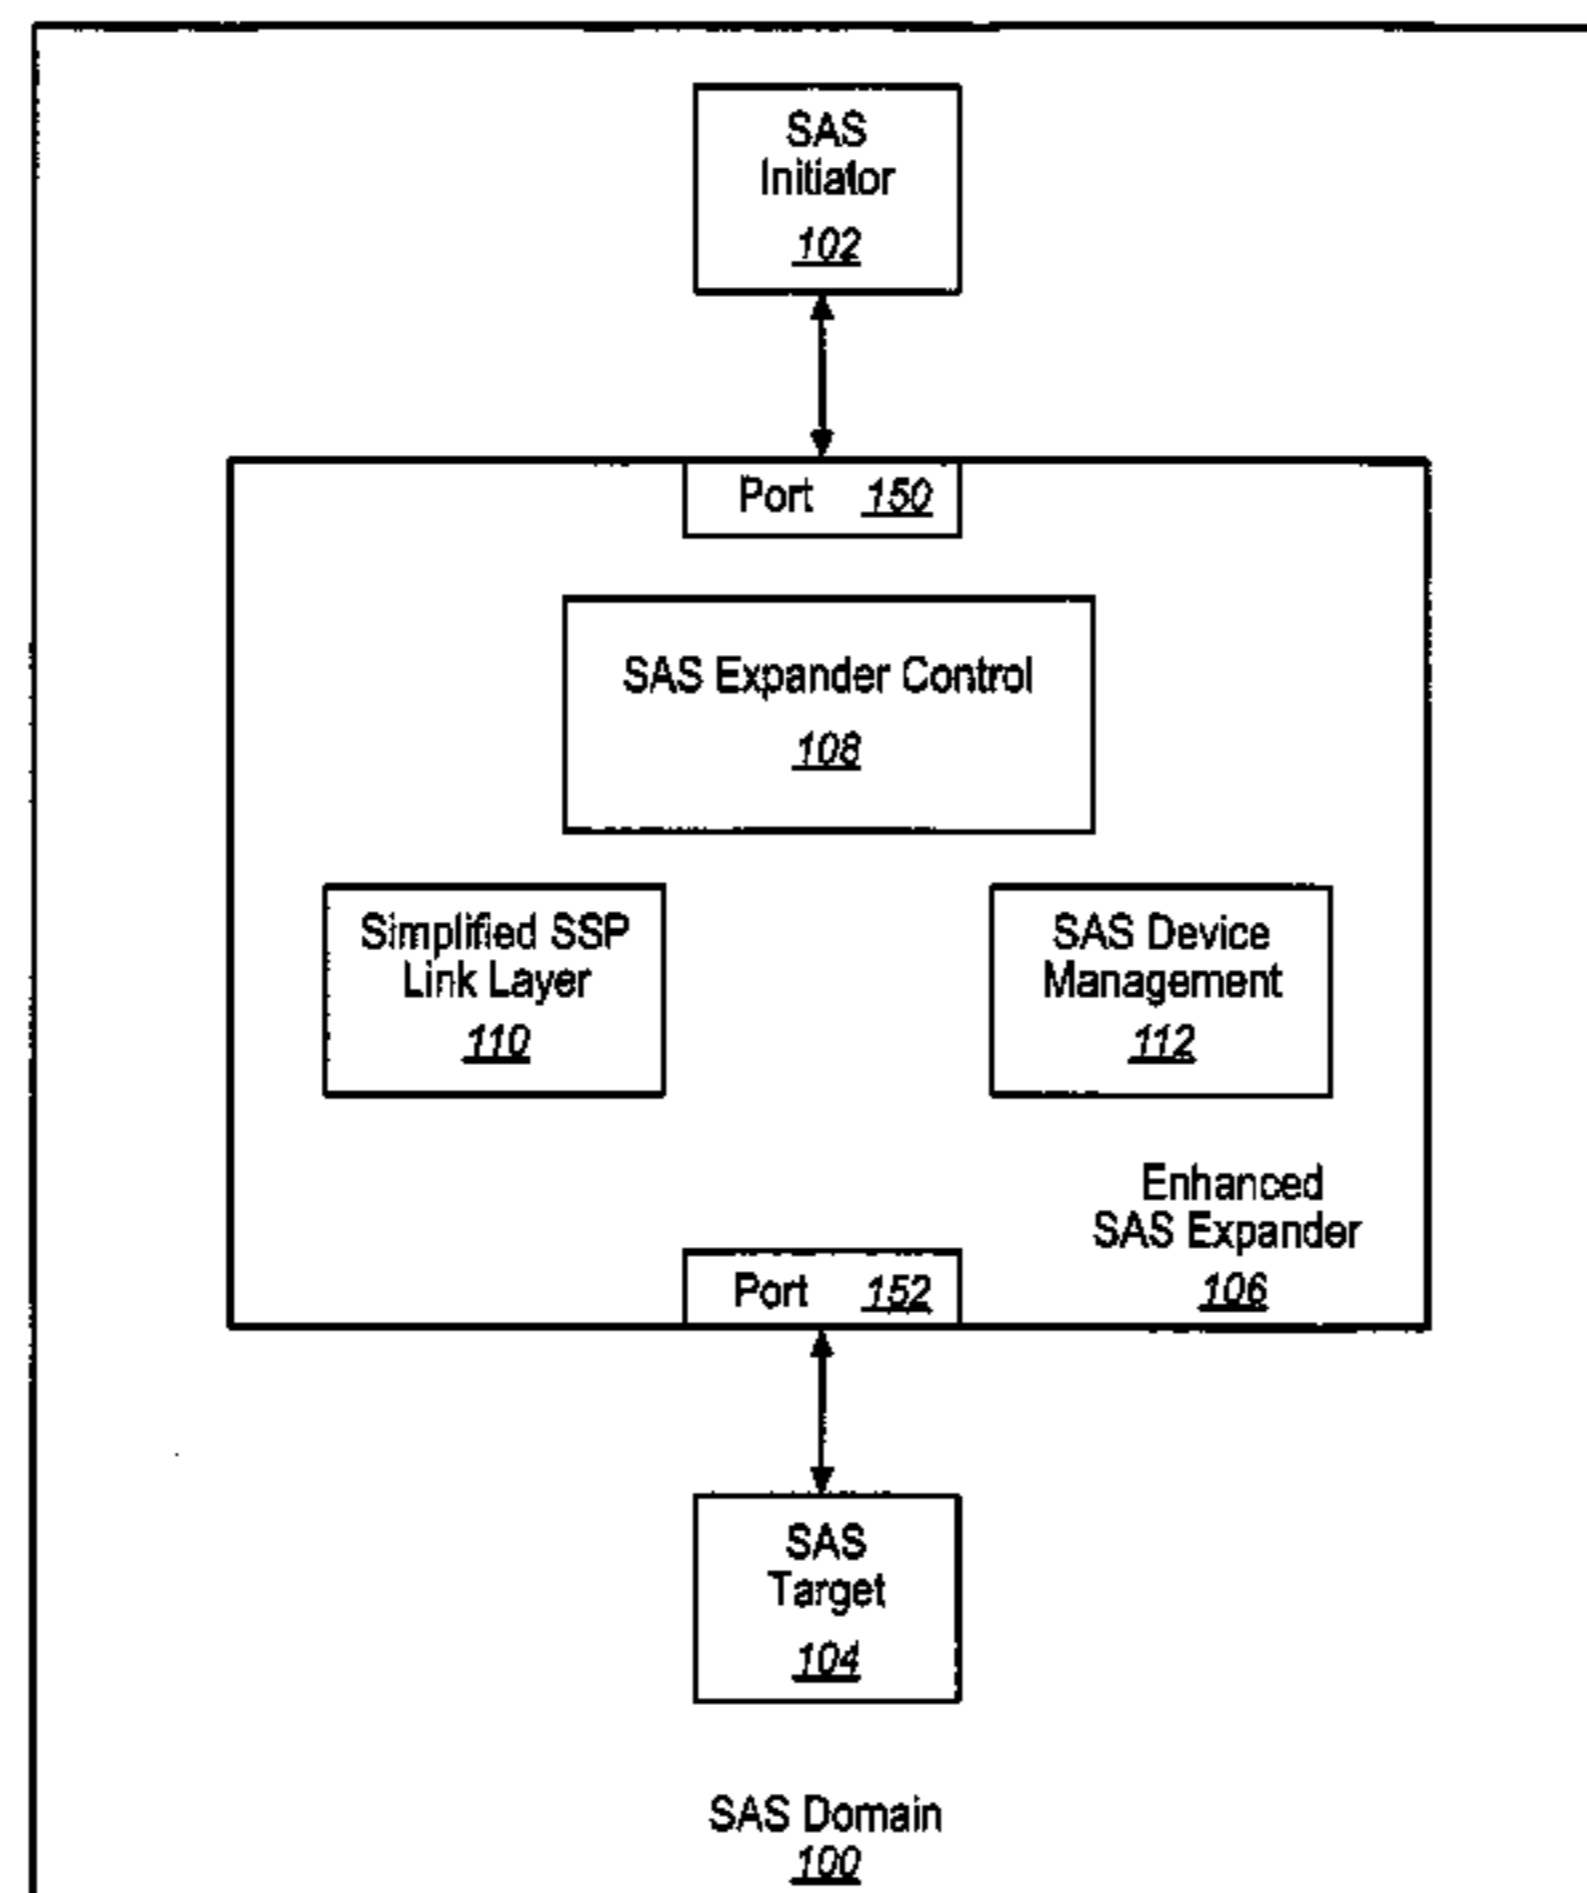 SAS
Initiator
102
Port 150
SAS Expander Control
108
Simplified SSP
Link Layer
110
SAS Device
Management
112
Enhanced
SAS Expander
106
Port 152
SAS
Target
104
SAS Domain
100